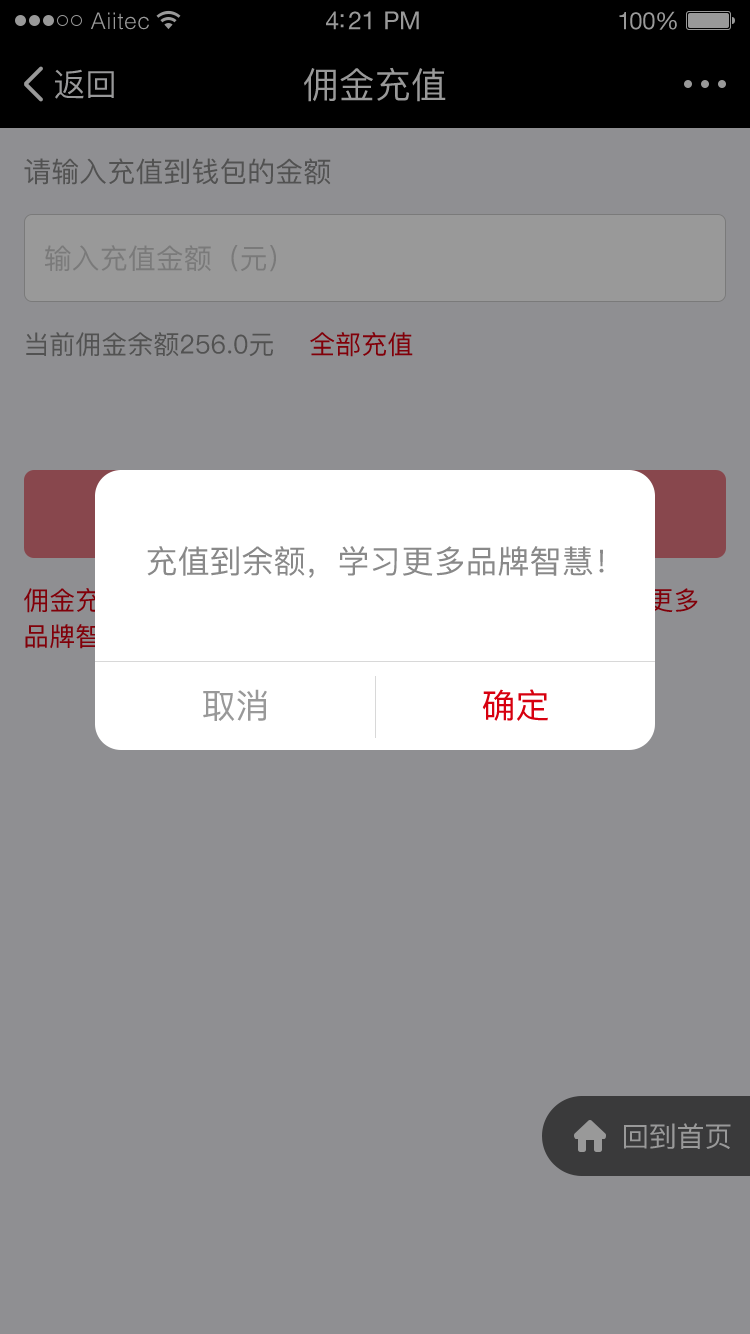 Aiitec 4:21 PM 100%
返回 佣金充值
请输入充值到钱包的金额
输入充值金额（元）
当前佣金余额256.0元 全部充值
充值到余额，学习更多品牌智慧！
佣金充 更多
品牌智
取消 确定
回到首页